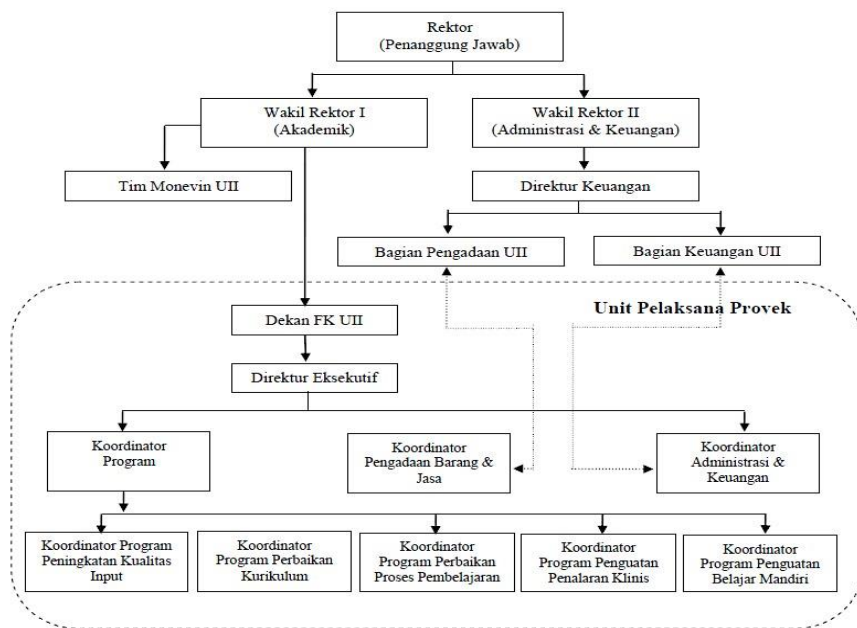 Rektor
(Penanggung Jawab)
Wakil Rektor I
(Akademik)
Wakil Rektor II
(Administrasi & Keuangan)
Tim Monevin UII
Direktur Keuangan
Bagian Pengadaan UII
Bagian Keuangan UII
Unit Pelaksana Provek
Dekan FK UII
Direktur Eksekutif
Koordinator
Program
Koordinator
Pengadaan Barang &
Jasa
Koordinator
Administrasi &
Keuangan
Koordinator Program
Peningkatan Kualitas
Input
Koordinator
Program Perbaikan
Kurikulum
Koordinator
Program Perbaikan
Proses Pembelajaran
Koordinator
Program Penguatan
Penalaran Klinis
Koordinator
Program Penguatan
Belajar Mandiri